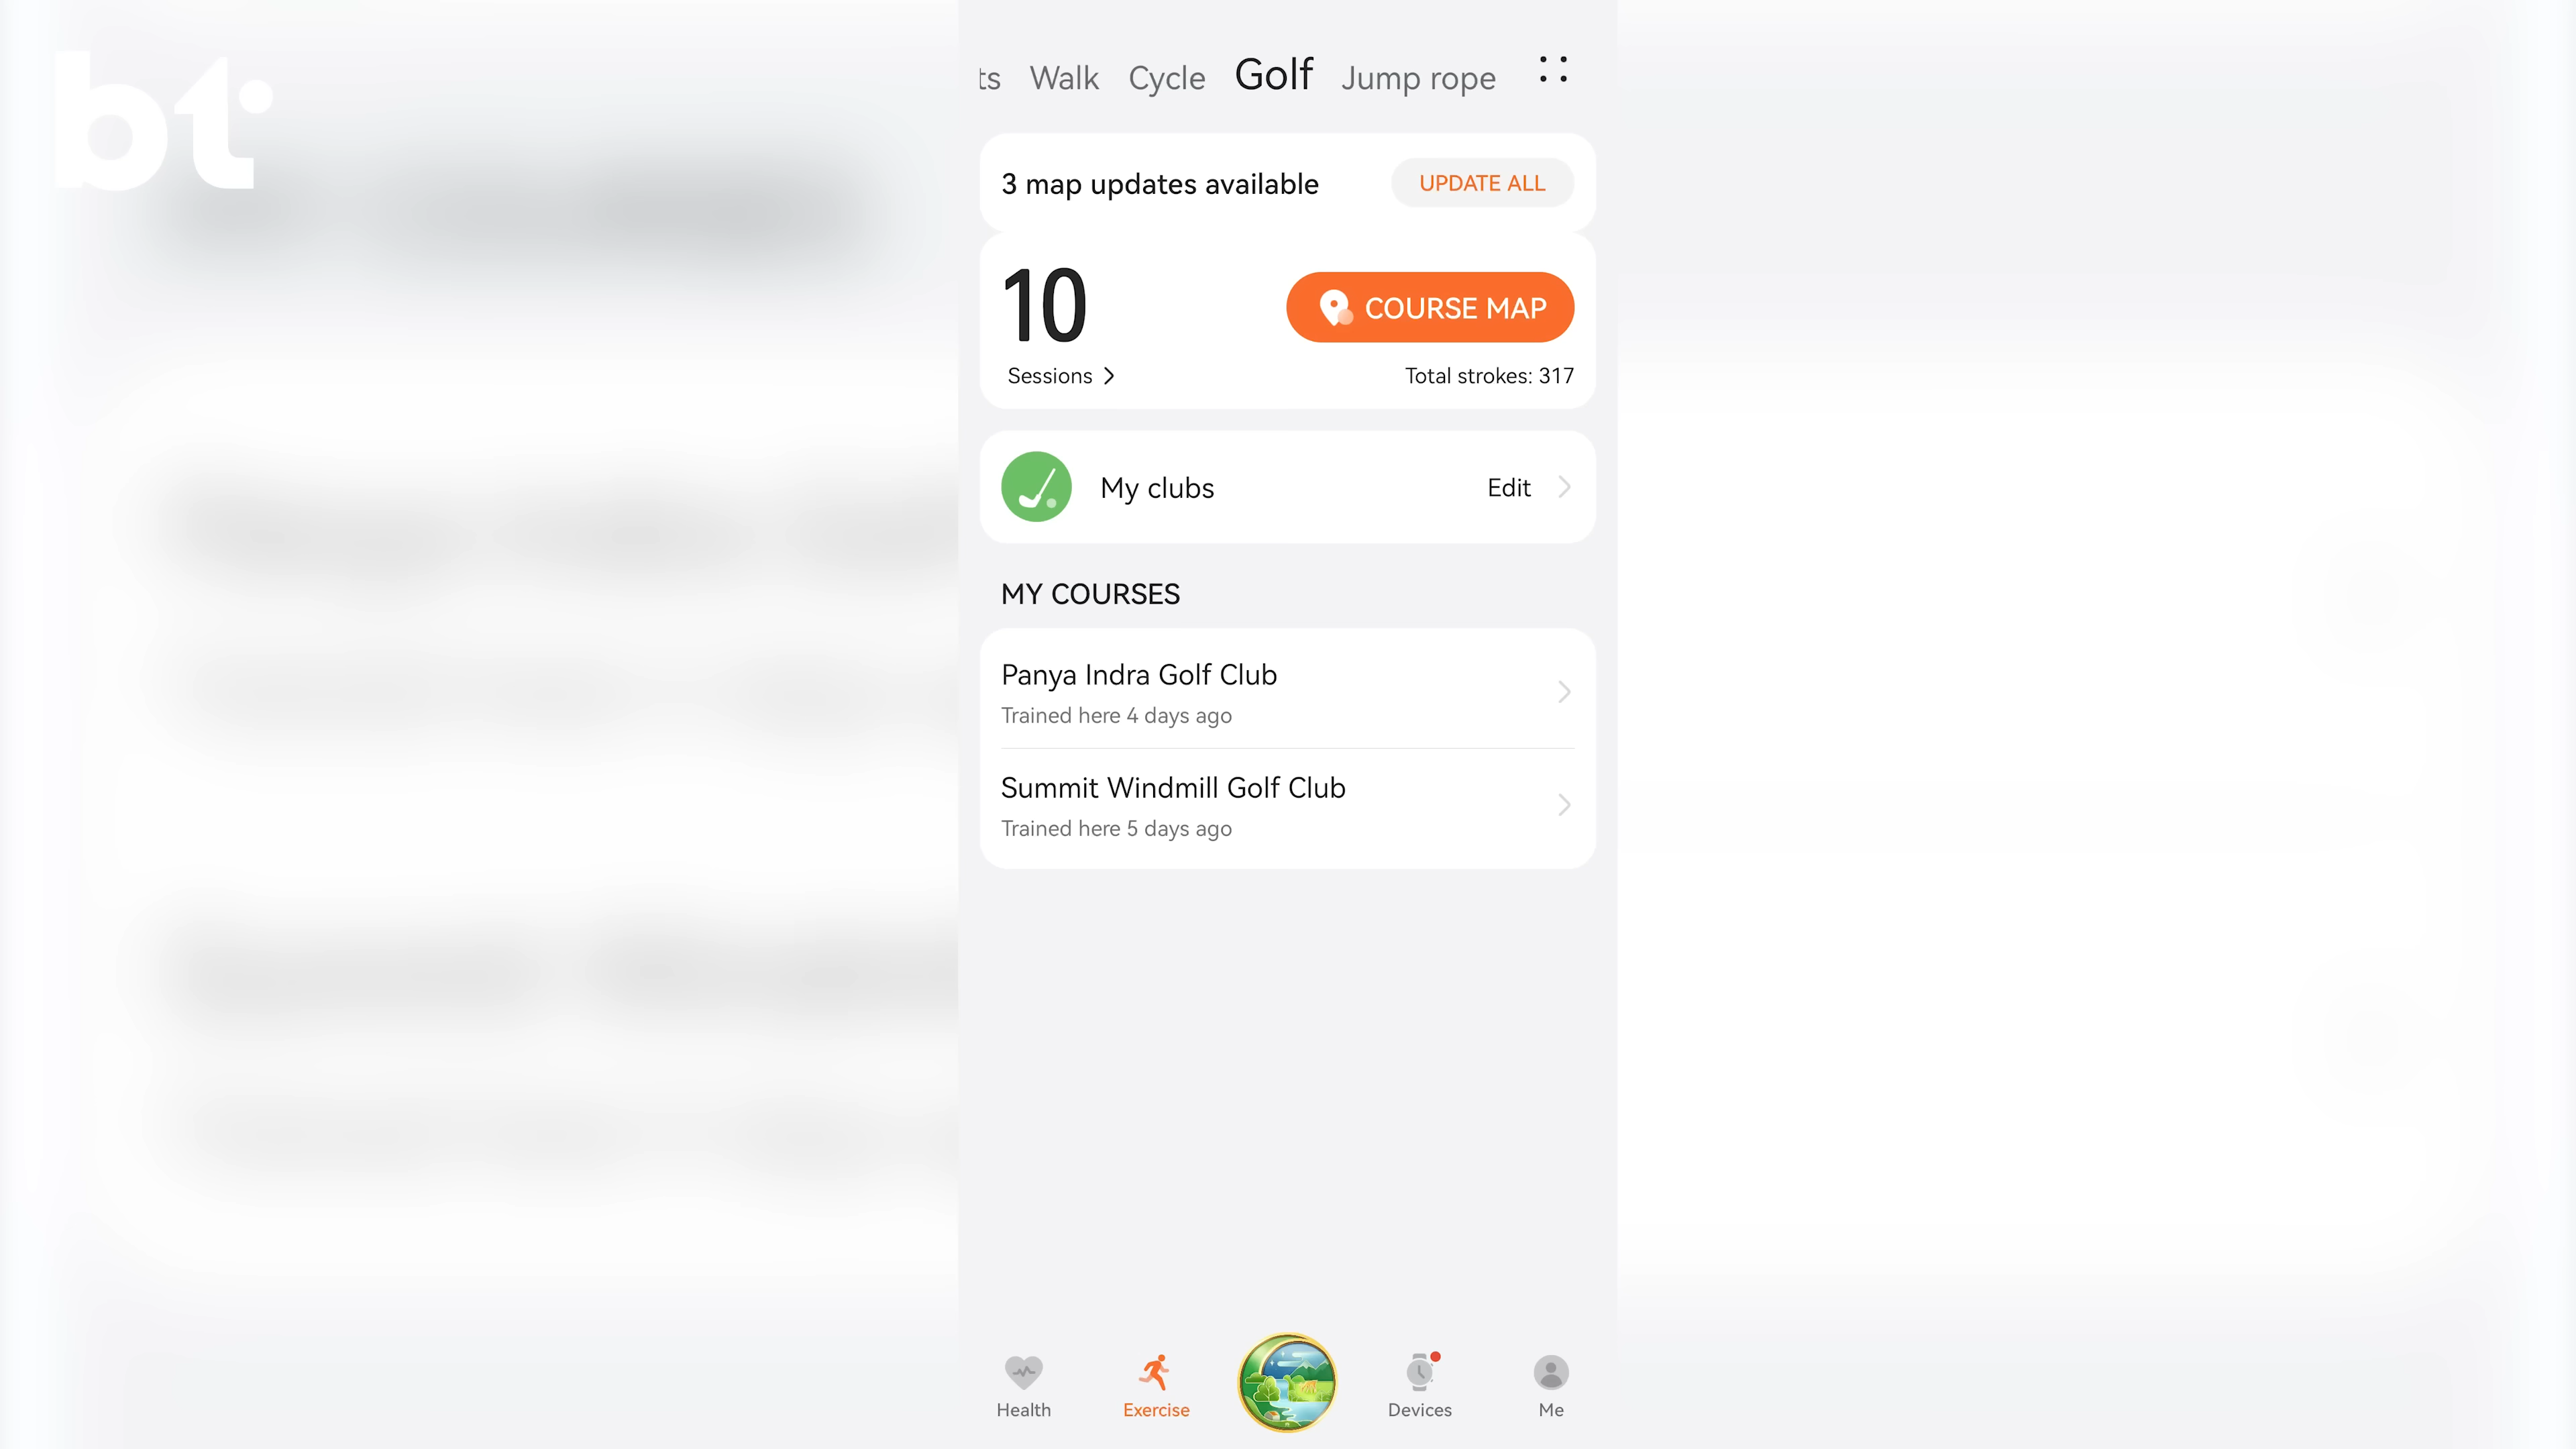 bt
ts Walk Cycle Golf Jump rope
3 map updates available
UPDATE ALL
10
COURSE MAP
Sessions
Total strokes: 317
My clubs
Edit
MY COURSES
Panya Indra Golf Club
Trained here 4 days ago
Summit Windmill Golf Club
Trained here 5 days ago
Health
Exercise
Devices
Me